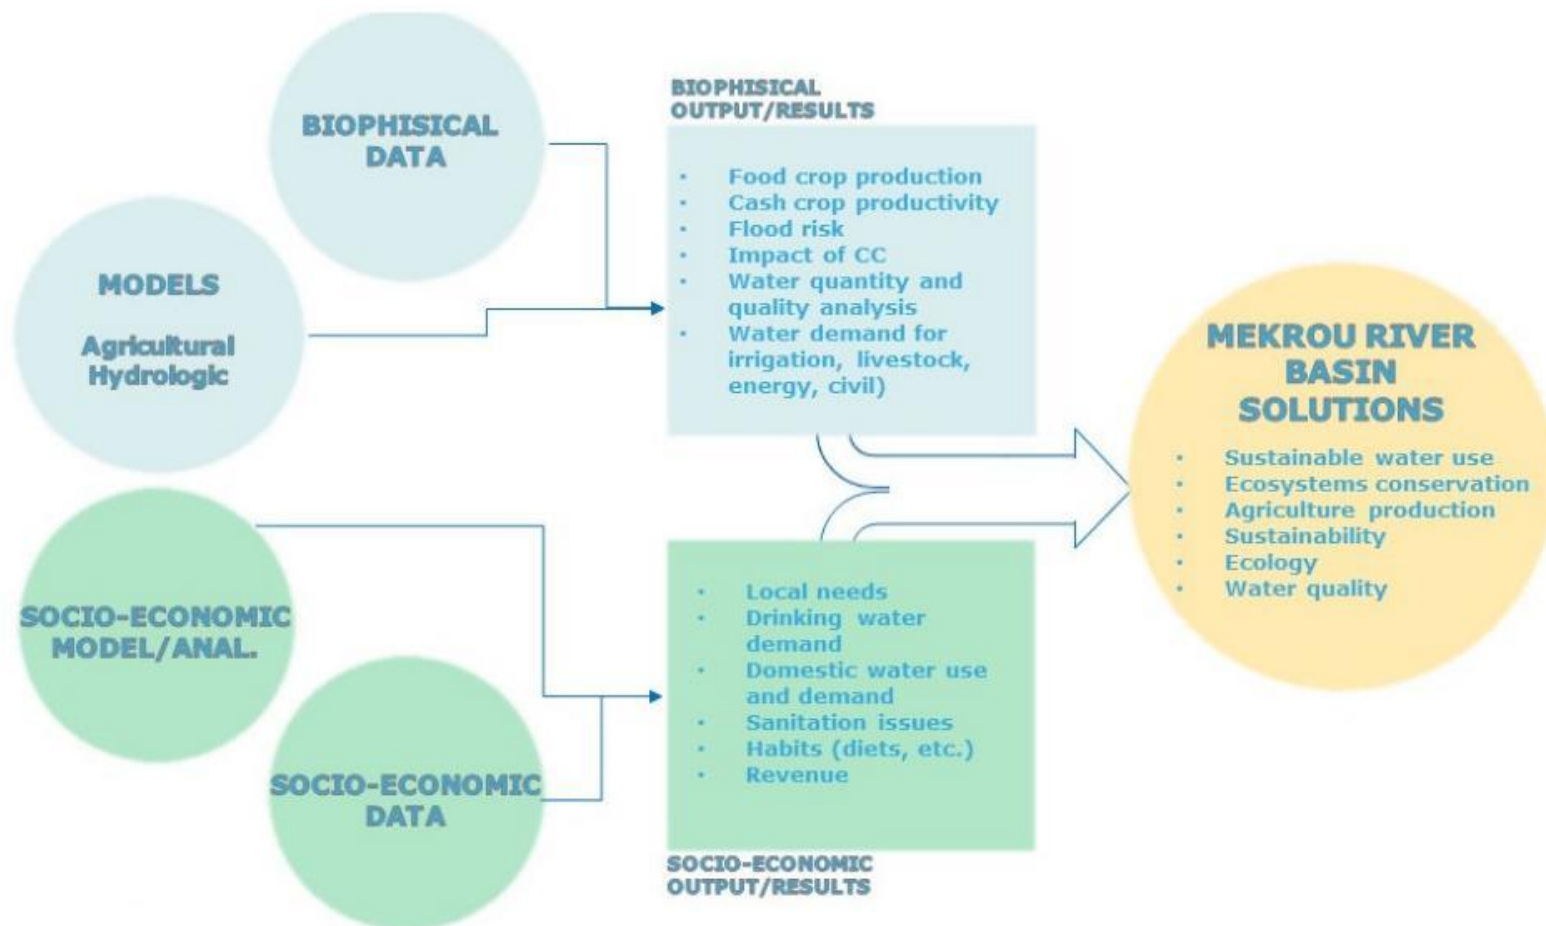 BIOPHISICAL
DATA
MODELS
Agricultural
Hydrologic
BIOPHISICAL
OUTPUT/RESULTS
• Food crop production
• Cash crop productivity
• Flood risk
• Impact of CC
• Water quantity and
quality analysis
• Water demand for
irrigation, livestock,
energy, civil)
SOCIO-ECONOMIC
MODEL/ANAL.
SOCIO-ECONOMIC
DATA
• Local needs
• Drinking water
demand
• Domestic water use
and demand
• Sanitation issues
• Habits (diets, etc.)
• Revenue
SOCIO-ECONOMIC
OUTPUT/RESULTS
MEKROU RIVER
BASIN
SOLUTIONS
• Sustainable water use
• Ecosystems conservation
• Agriculture production
• Sustainability
• Ecology
• Water quality